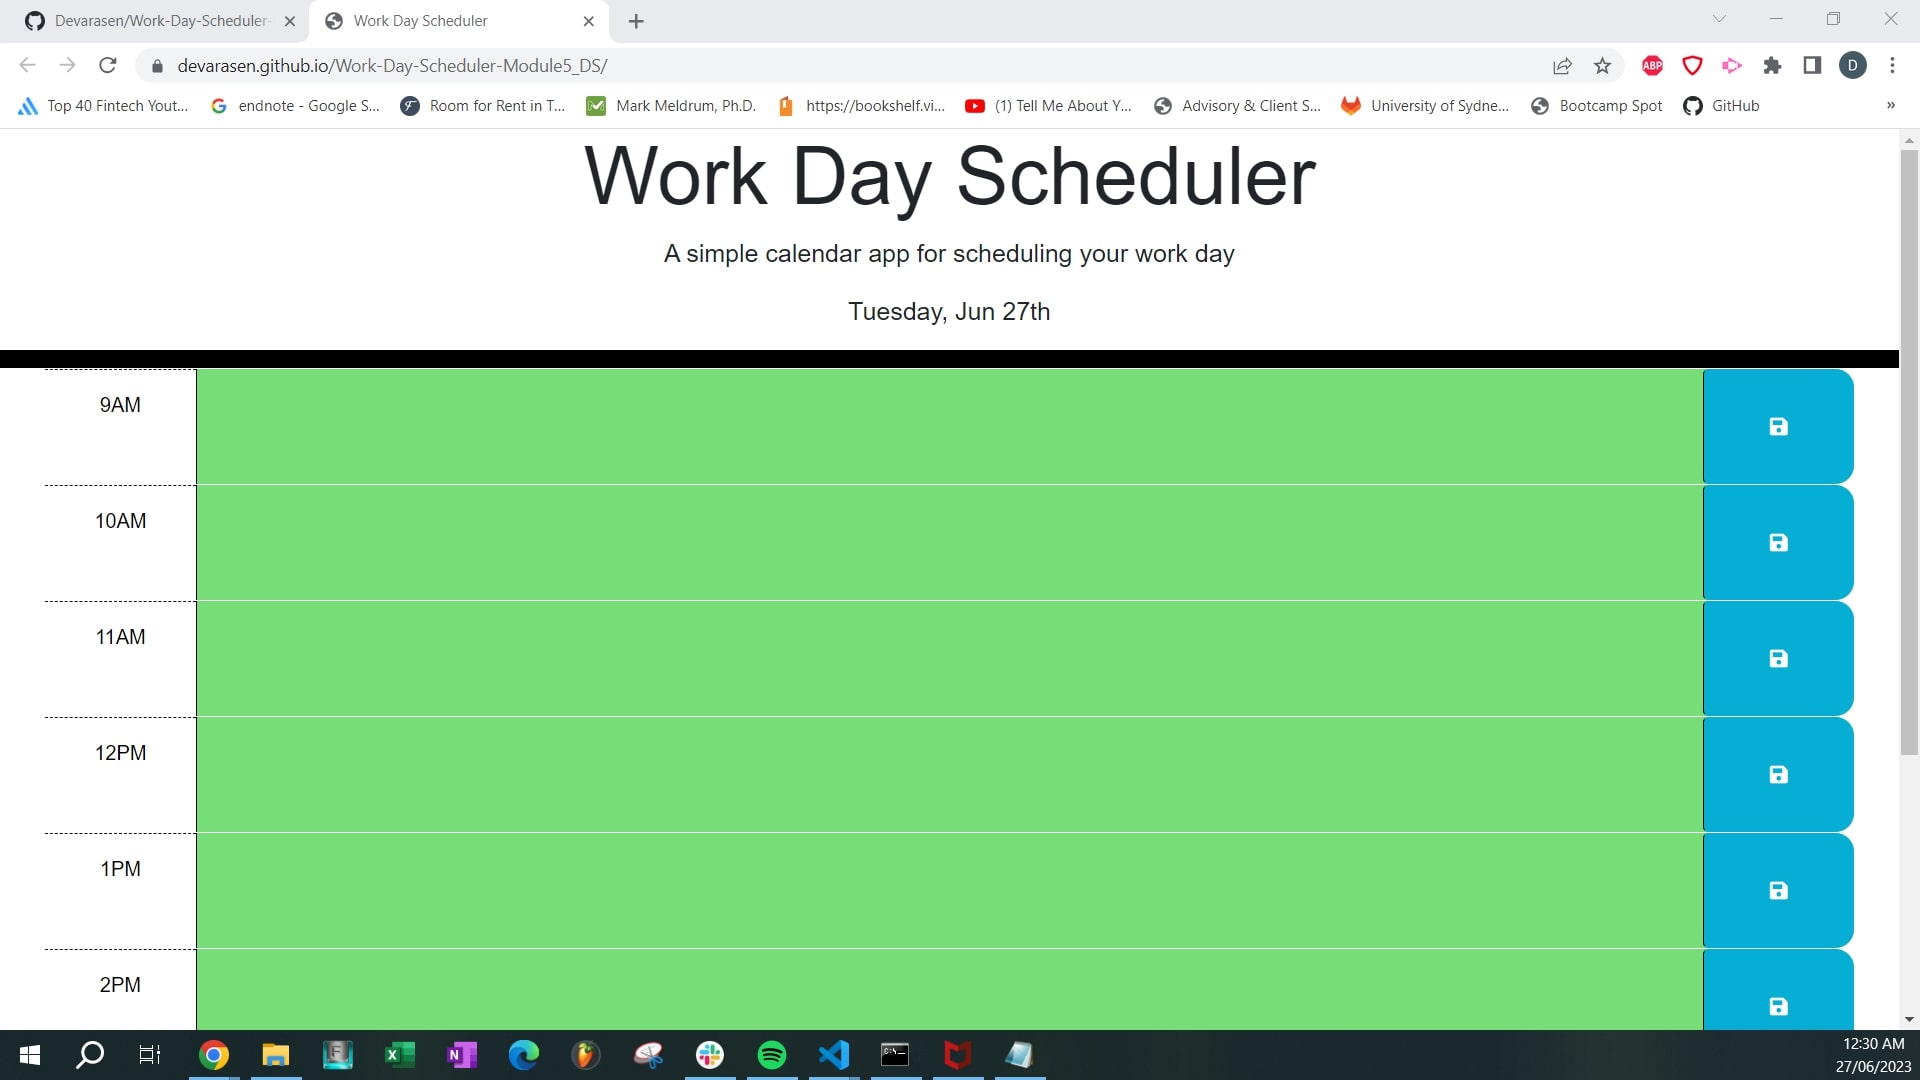 Devarasen/Work-Day-Scheduler-
Work Day Scheduler
devarasen.github.io/Work-Day-Scheduler-Module5_DS/
ABP
D
Top 40 Fintech Yout...
endnote - Google S...
Room for Rent in T...
Mark Meldrum, Ph.D.
https://bookshelf.vi...
(1) Tell Me About Y...
Advisory & Client S...
University of Sydne...
Bootcamp Spot
GitHub
»
Work Day Scheduler
A simple calendar app for scheduling your work day
Tuesday, Jun 27th
9AM
10AM
11AM
12PM
1PM
2PM
12:30 AM
27/06/2023